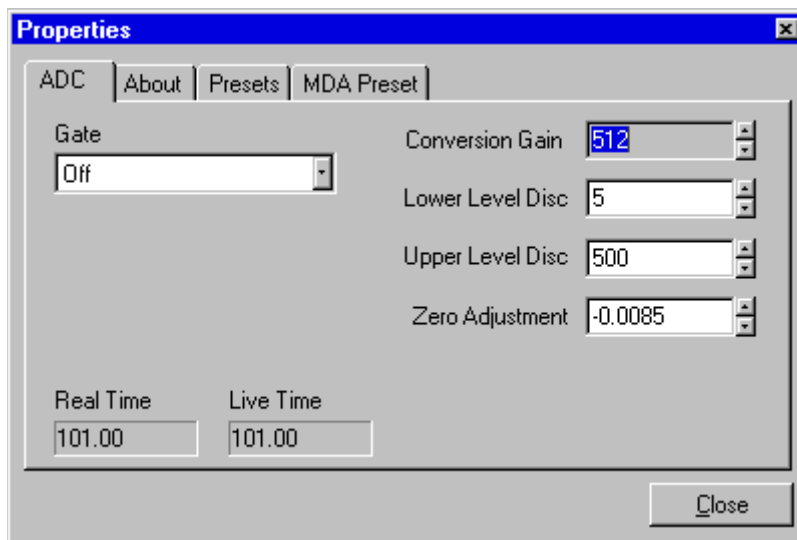 Properties
ADC About Presets MDA Preset
Gate
Off
Conversion Gain 512
Lower Level Disc 5
Upper Level Disc 500
Zero Adjustment -0.0085
Real Time Live Time
101.00 101.00
Close